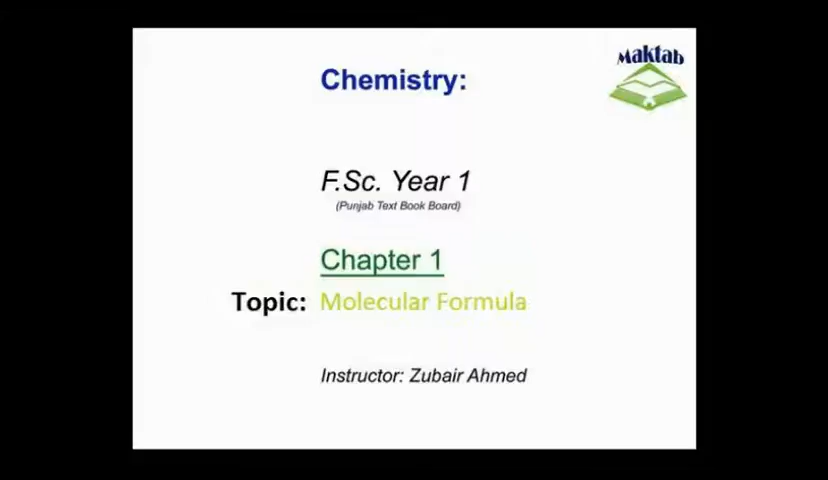 Maktab
Chemistry:
F.Sc. Year 1
(Punjab Text Book Board)
Chapter 1
Topic: Molecular Formula
Instructor: Zubair Ahmed